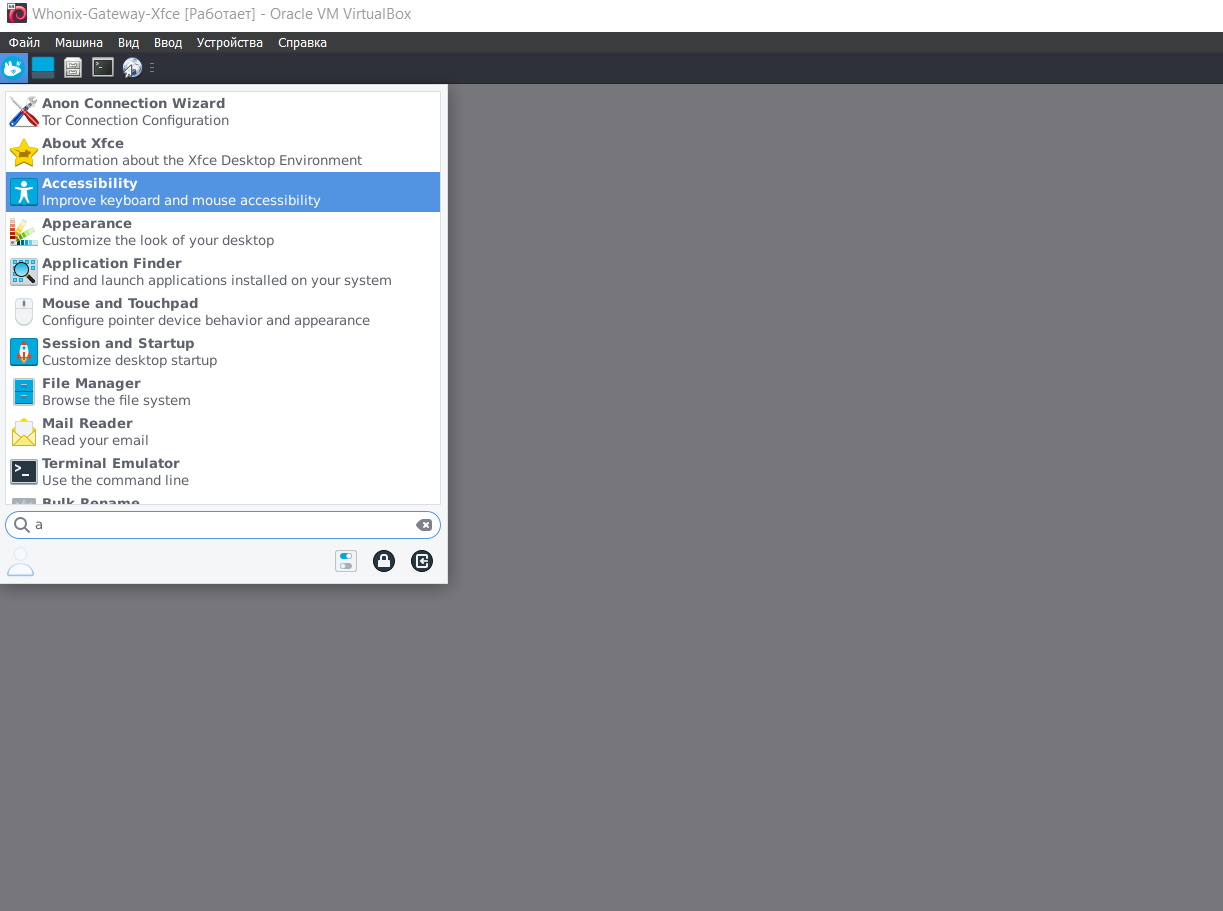 Whonix-Gateway-Xfce [Работает] - Oracle VM VirtualBox
Файл Машина Вид Ввод Устройства Справка
Anon Connection Wizard
Tor Connection Configuration
About Xfce
Information about the Xfce Desktop Environment
Accessibility
Improve keyboard and mouse accessibility
Appearance
Customize the look of your desktop
Application Finder
Find and launch applications installed on your system
Mouse and Touchpad
Configure pointer device behavior and appearance
Session and Startup
Customize desktop startup
File Manager
Browse the file system
Mail Reader
Read your email
Terminal Emulator
Use the command line
Bulk Rename
a